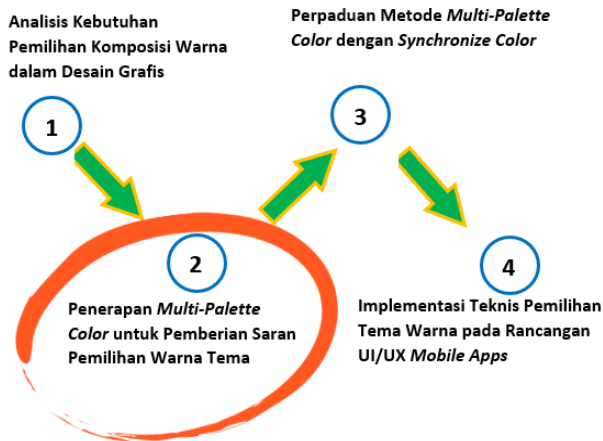 Analisis Kebutuhan
Pemilihan Komposisi Warna
dalam Desain Grafis
1
2
Penerapan Multi-Palette
Color untuk Pemberian Saran
Pemilihan Warna Tema
Perpaduan Metode Multi-Palette
Color dengan Synchronize Color
3
4
Implementasi Teknis Pemilihan
Tema Warna pada Rancangan
UI/UX Mobile Apps